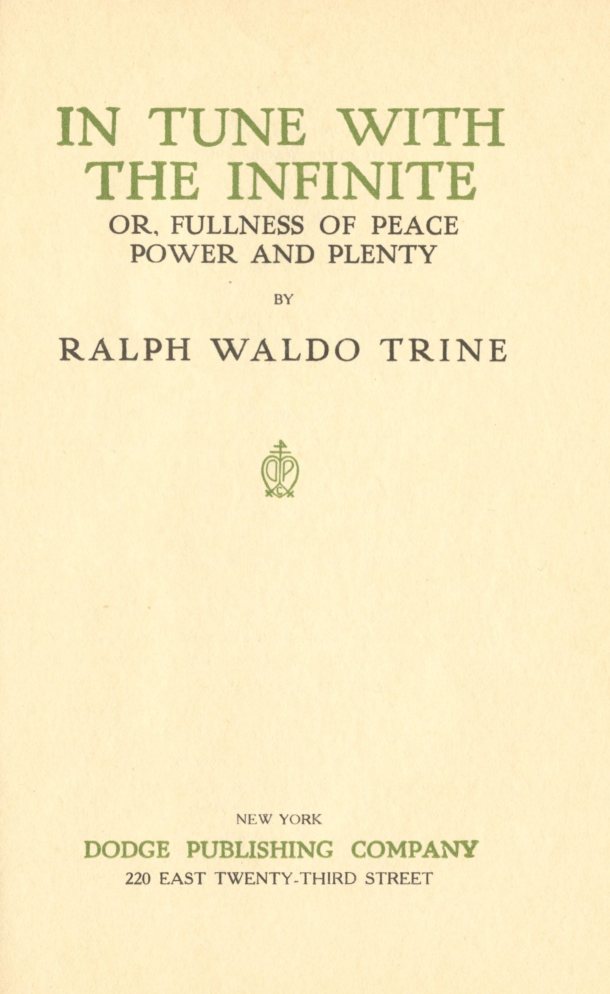 IN TUNE WITH
THE INFINITE
OR, FULLNESS OF PEACE
POWER AND PLENTY
BY
RALPH WALDO TRINE
DPC
NEW YORK
DODGE PUBLISHING COMPANY
220 EAST TWENTY-THIRD STREET